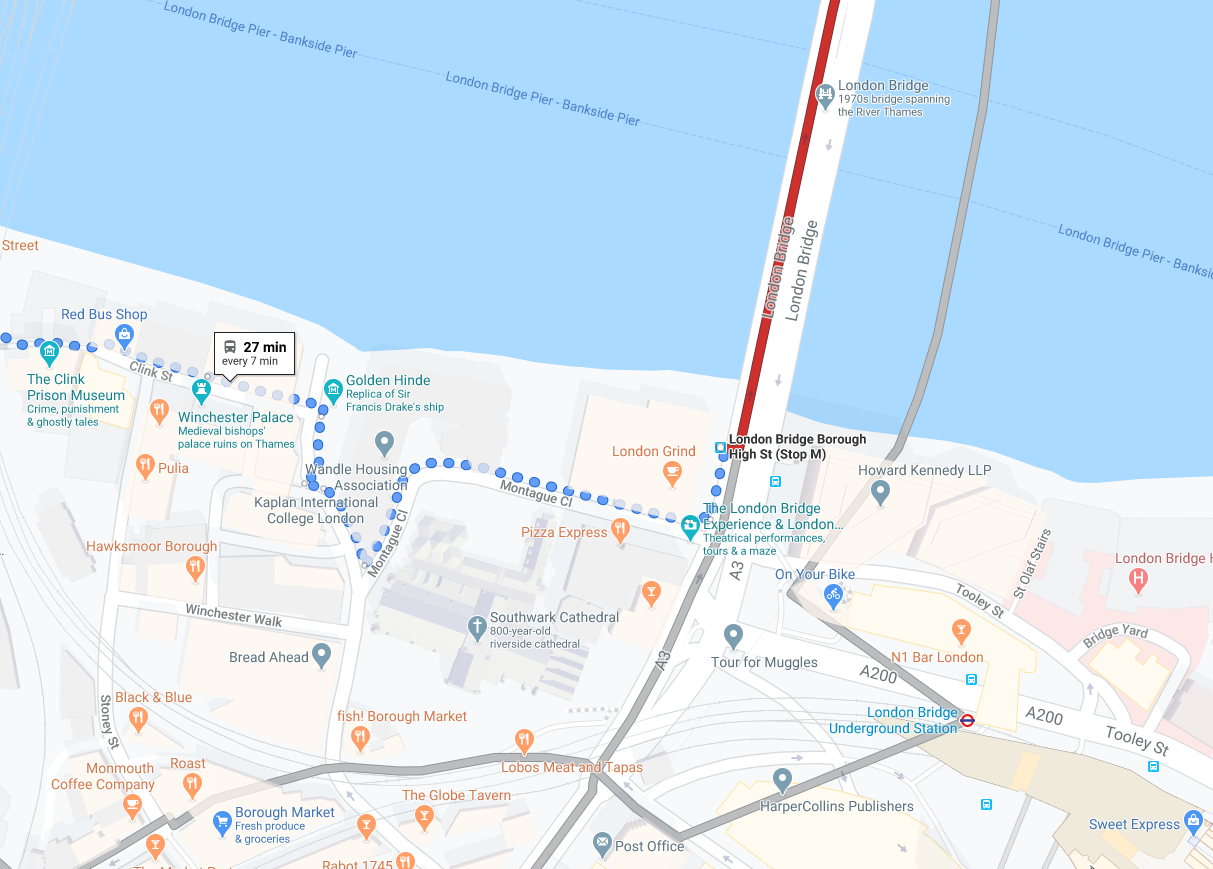 London Bridge Pier - Bankside Pier
London Bridge Pier - Bankside Pier
London Bridge
1970s bridge spanning
the River Thames
London Bridge
London Bridge
London Bridge Pier - Banksi
Street
Red Bus Shop
27 min
every 7 min
Clink St
The Clink
Prison Museum
Crime, punishment
& ghostly tales
Winchester Palace
Medieval bishops'
palace ruins on Thames
Golden Hinde
Replica of Sir
Francis Drake's ship
Pulia
Wandle Housing
Association
Kaplan International
College London
London Grind
London Bridge Borough
High St (Stop M)
Howard Kennedy LLP
Montague Cl
Montague Cl
Pizza Express
The London Bridge
Experience & London...
Theatrical performances,
tours & a maze
Hawksmoor Borough
A3
On Your Bike
St Olaf Stairs
London Bridge H
Tooley St
Winchester Walk
Southwark Cathedral
800-year-old
riverside cathedral
Bridge Yard
Bread Ahead
A3
Tour for Muggles
N1 Bar London
A200
Black & Blue
Stoney St
fish! Borough Market
London Bridge
Underground Station
A200
Tooley St
Monmouth
Coffee Company
Roast
Lobos Meat and Tapas
The Globe Tavern
HarperCollins Publishers
Borough Market
Fresh produce
& groceries
Sweet Express
Post Office
Rabot 1745